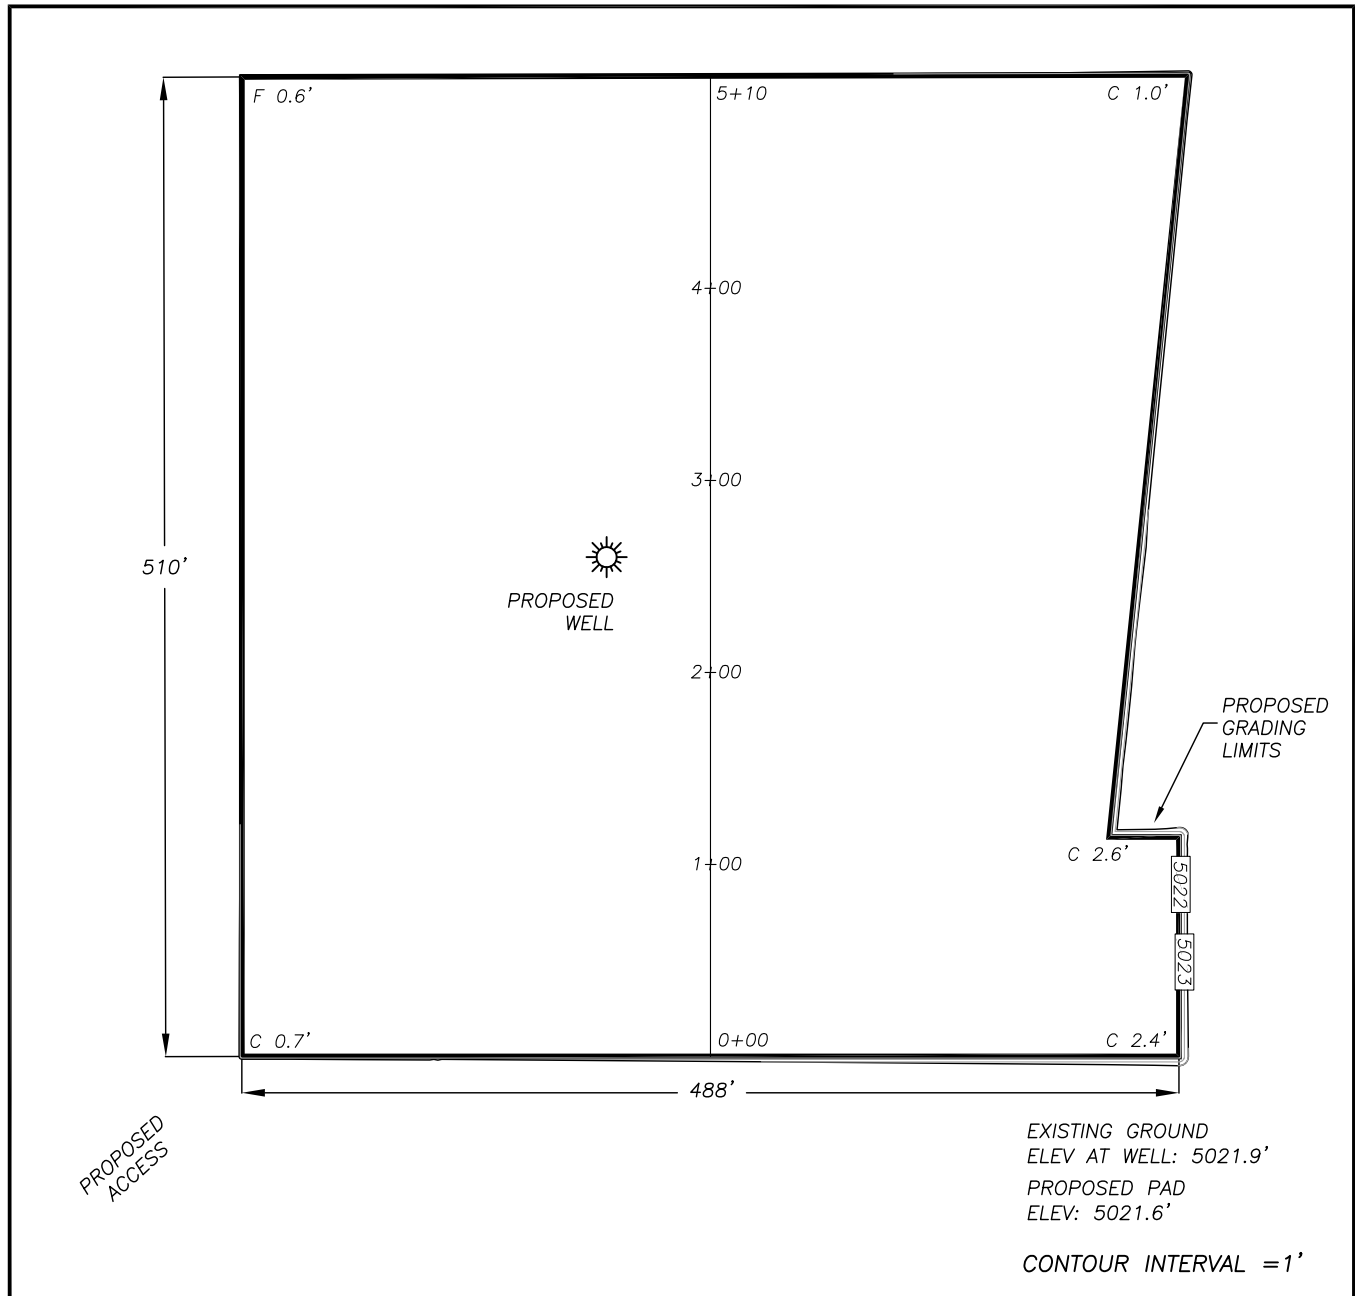 F 0.6'
5+10
C 1.0'
4+00
3+00
510'
PROPOSED
WELL
2+00
PROPOSED
GRADING
LIMITS
1+00
C 2.6'
5022
5023
C 0.7'
0+00
C 2.4'
488'
PROPOSED
ACCESS
EXISTING GROUND
ELEV AT WELL: 5021.9'
PROPOSED PAD
ELEV: 5021.6'
CONTOUR INTERVAL =1'